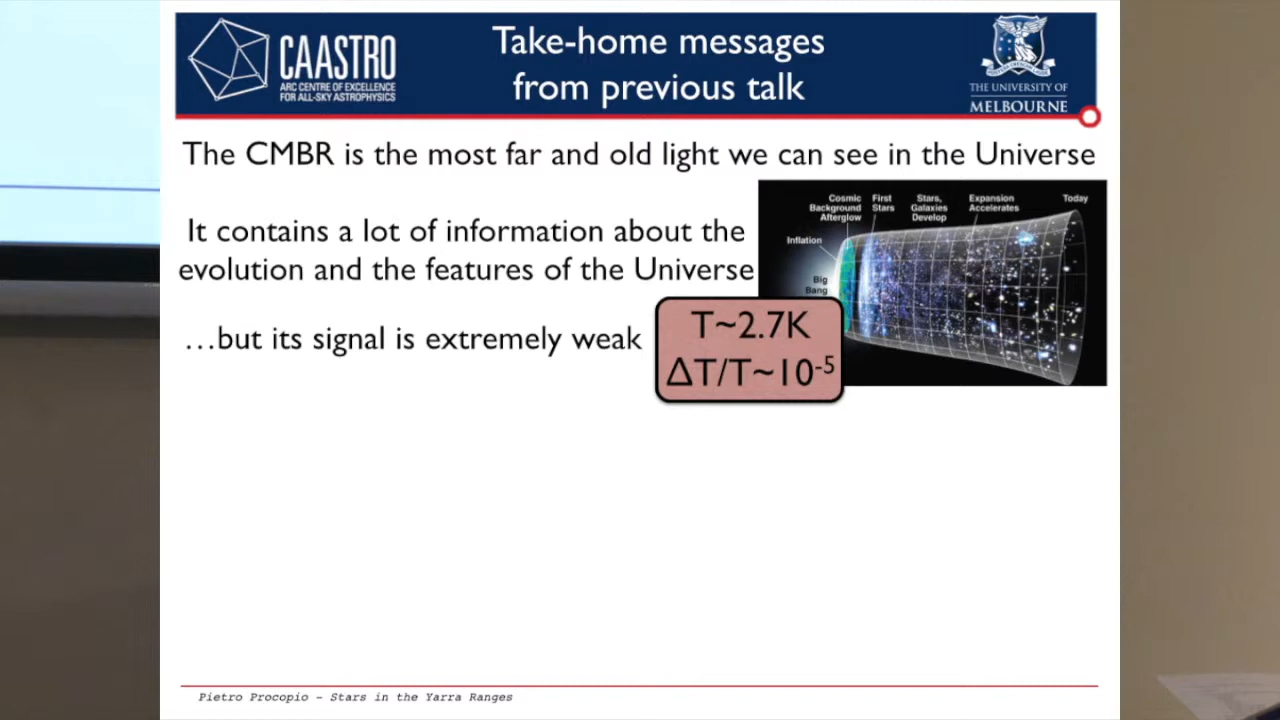 CAASTRO
ARC CENTRE OF EXCELLENCE
FOR ALL-SKY ASTROPHYSICS
Take-home messages
from previous talk
THE UNIVERSITY OF
MELBOURNE
The CMBR is the most far and old light we can see in the Universe
It contains a lot of information about the
evolution and the features of the Universe
…but its signal is extremely weak
T~2.7K
ΔT/T~10⁻⁵
Cosmic
Background
Afterglow
First
Stars
Stars,
Galaxies
Develop
Expansion
Accelerates
Today
Inflation
Big
Bang
Pietro Procopio - Stars in the Yarra Ranges